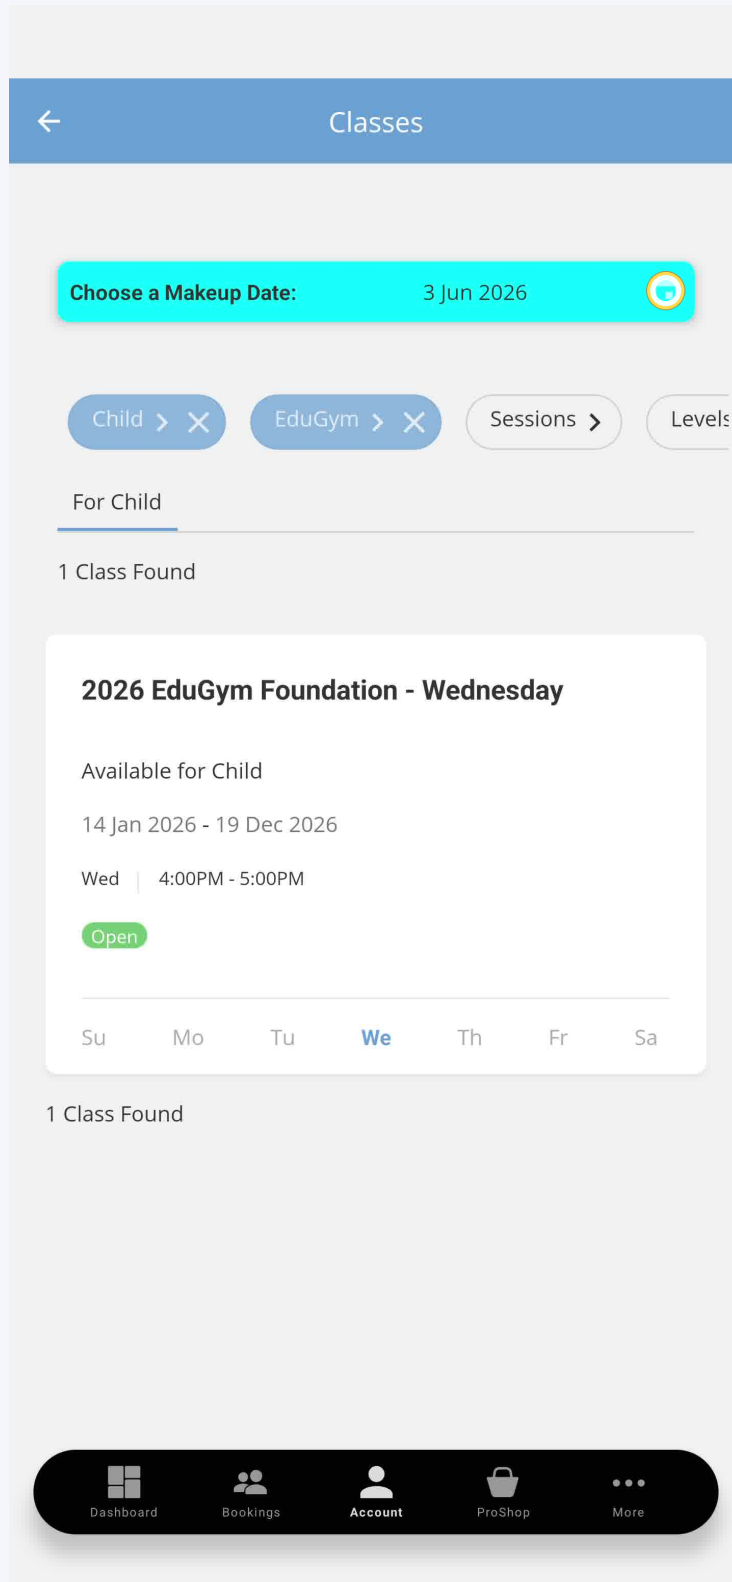 Classes
Choose a Makeup Date: 3 Jun 2026
Child EduGym Sessions Levels
For Child
1 Class Found
2026 EduGym Foundation - Wednesday
Available for Child
14 Jan 2026 - 19 Dec 2026
Wed 4:00PM - 5:00PM
Open
Su Mo Tu We Th Fr Sa
1 Class Found
Dashboard Bookings Account ProShop More